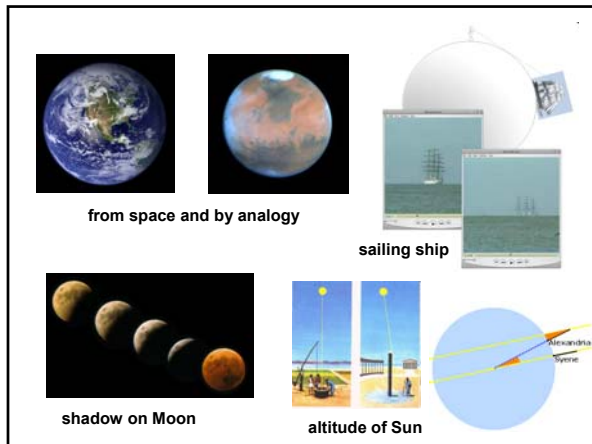 from space and by analogy
sailing ship
shadow on Moon
altitude of Sun
Alexandria
Syene